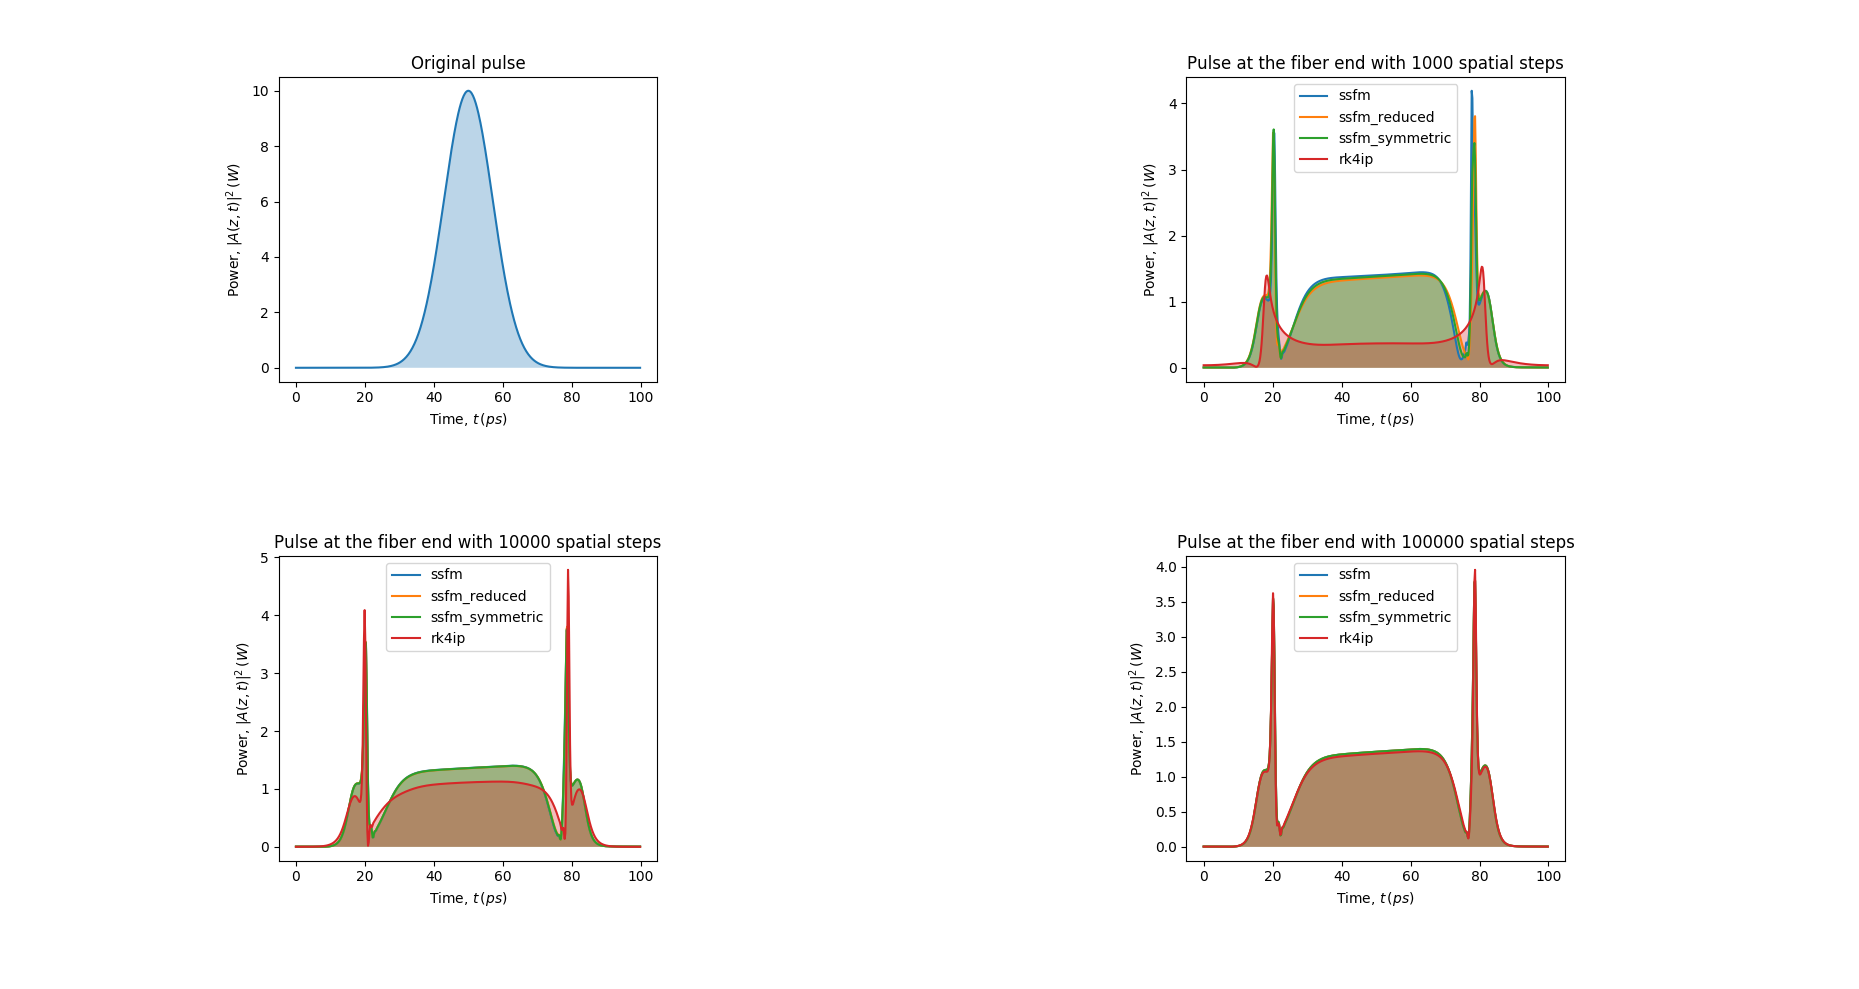 Original pulse
10
8
6
4
2
0
Power, |A(z, t)|² (W)
0 20 40 60 80 100
Time, t (ps)
Pulse at the fiber end with 1000 spatial steps
ssfm
ssfm_reduced
ssfm_symmetric
rk4ip
4
3
2
1
0
Power, |A(z, t)|² (W)
0 20 40 60 80 100
Time, t (ps)
Pulse at the fiber end with 10000 spatial steps
ssfm
ssfm_reduced
ssfm_symmetric
rk4ip
5
4
3
2
1
0
Power, |A(z, t)|² (W)
0 20 40 60 80 100
Time, t (ps)
Pulse at the fiber end with 100000 spatial steps
ssfm
ssfm_reduced
ssfm_symmetric
rk4ip
4.0
3.5
3.0
2.5
2.0
1.5
1.0
0.5
0.0
Power, |A(z, t)|² (W)
0 20 40 60 80 100
Time, t (ps)